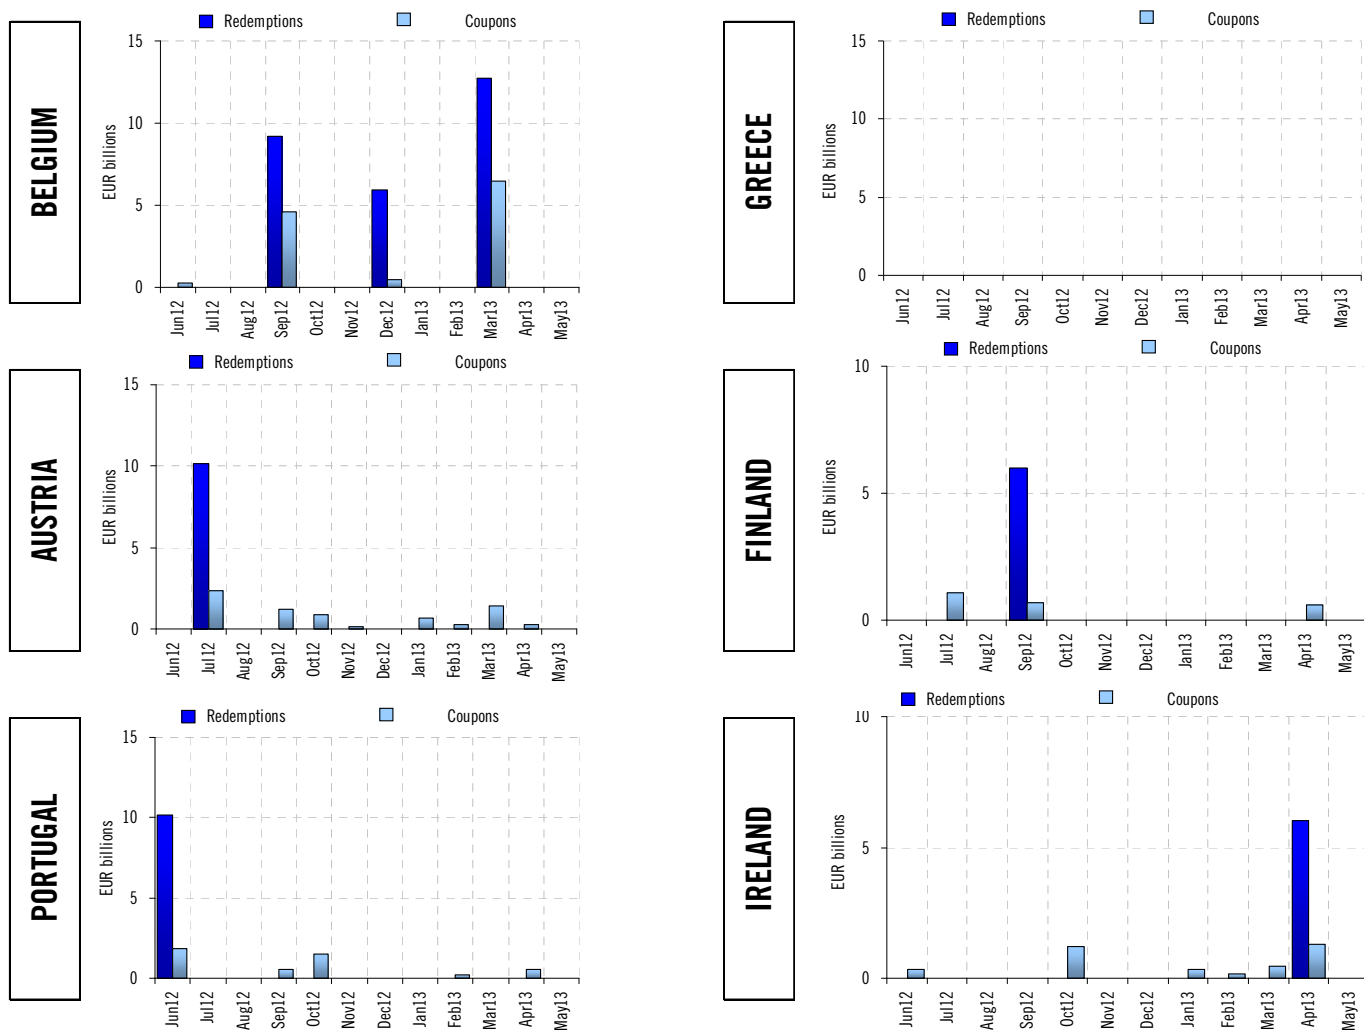 BELGIUM
Redemptions Coupons
EUR billions
15
10
5
0
Jun12 Jul12 Aug12 Sep12 Oct12 Nov12 Dec12 Jan13 Feb13 Mar13 Apr13 May13
GREECE
Redemptions Coupons
EUR billions
15
10
5
0
Jun12 Jul12 Aug12 Sep12 Oct12 Nov12 Dec12 Jan13 Feb13 Mar13 Apr13 May13
AUSTRIA
Redemptions Coupons
EUR billions
15
10
5
0
Jun12 Jul12 Aug12 Sep12 Oct12 Nov12 Dec12 Jan13 Feb13 Mar13 Apr13 May13
FINLAND
Redemptions Coupons
EUR billions
10
5
0
Jun12 Jul12 Aug12 Sep12 Oct12 Nov12 Dec12 Jan13 Feb13 Mar13 Apr13 May13
PORTUGAL
Redemptions Coupons
EUR billions
15
10
5
0
Jun12 Jul12 Aug12 Sep12 Oct12 Nov12 Dec12 Jan13 Feb13 Mar13 Apr13 May13
IRELAND
Redemptions Coupons
EUR billions
10
5
0
Jun12 Jul12 Aug12 Sep12 Oct12 Nov12 Dec12 Jan13 Feb13 Mar13 Apr13 May13